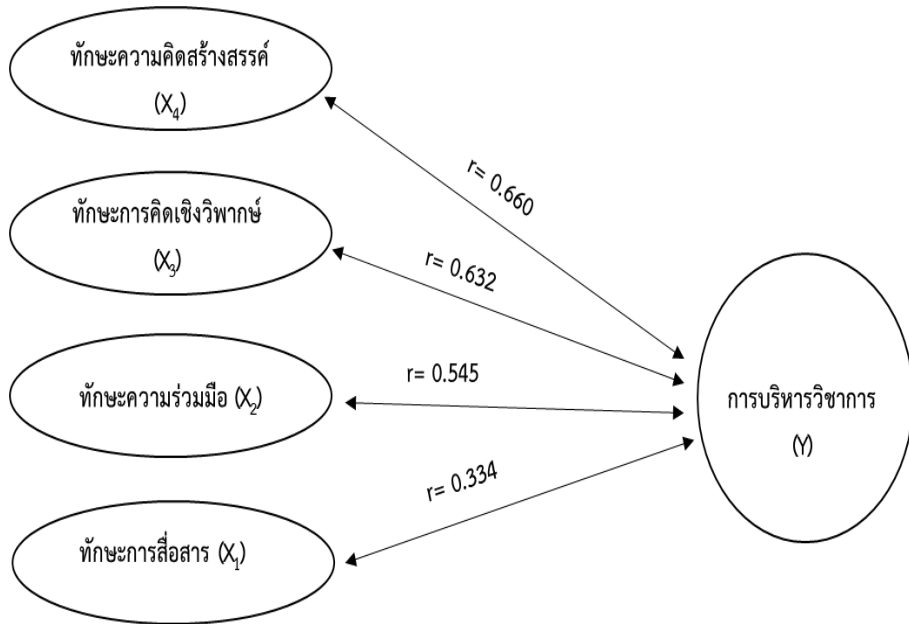 ทักษะความคิดสร้างสรรค์
(X₄)
r= 0.660
ทักษะการคิดเชิงวิพากษ์
(X₃)
r= 0.632
ทักษะความร่วมมือ (X₂)
r= 0.545
การบริหารวิชาการ
(Y)
ทักษะการสื่อสาร (X₁)
r= 0.334